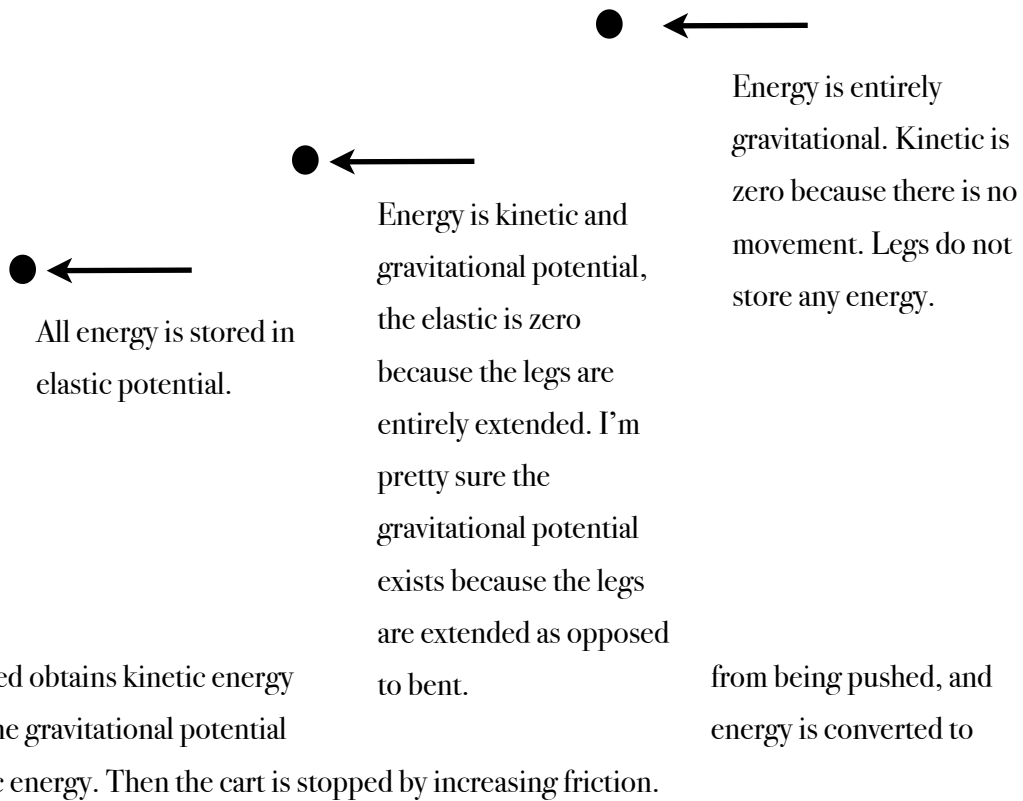 All energy is stored in
elastic potential.
Energy is kinetic and
gravitational potential,
the elastic is zero
because the legs are
entirely extended. I’m
pretty sure the
gravitational potential
exists because the legs
are extended as opposed
to bent.
Energy is entirely
gravitational. Kinetic is
zero because there is no
movement. Legs do not
store any energy.
obtains kinetic energy from being pushed, and
gravitational potential energy is converted to
energy. Then the cart is stopped by increasing friction.